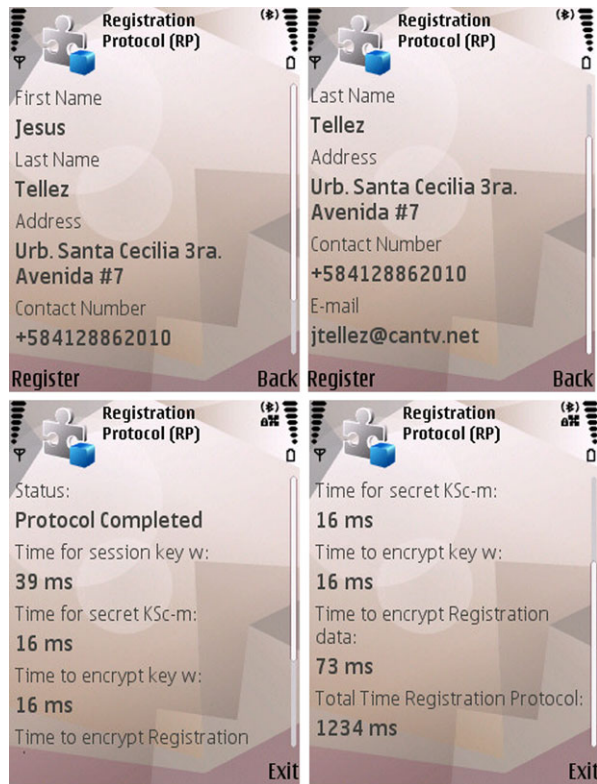 Registration
Protocol (RP)
First Name
Jesus
Last Name
Tellez
Address
Urb. Santa Cecilia 3ra.
Avenida #7
Contact Number
+584128862010
Register
Back
Registration
Protocol (RP)
Last Name
Tellez
Address
Urb. Santa Cecilia 3ra.
Avenida #7
Contact Number
+584128862010
E-mail
jtellez@cantv.net
Register
Back
Registration
Protocol (RP)
Status:
Protocol Completed
Time for session key w:
39 ms
Time for secret KSc-m:
16 ms
Time to encrypt key w:
16 ms
Time to encrypt Registration
Exit
Registration
Protocol (RP)
Time for secret KSc-m:
16 ms
Time to encrypt key w:
16 ms
Time to encrypt Registration
data:
73 ms
Total Time Registration Protocol:
1234 ms
Exit